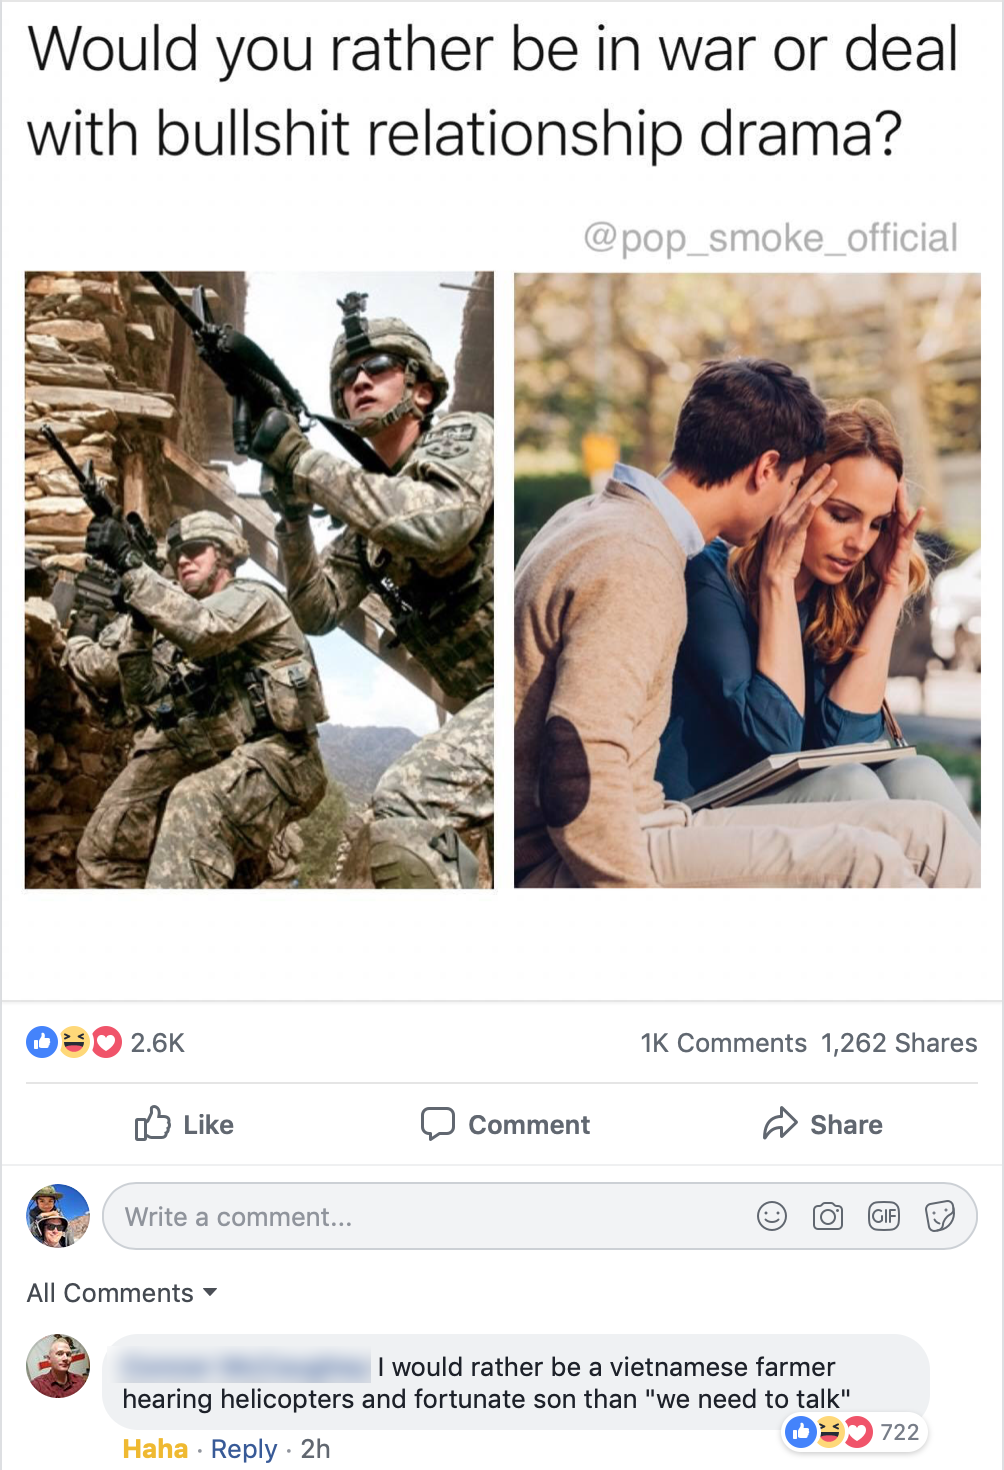 Would you rather be in war or deal
with bullshit relationship drama?
@pop_smoke_official
2.6K
1K Comments 1,262 Shares
Like
Comment
Share
Write a comment...
GIF
All Comments
I would rather be a vietnamese farmer
hearing helicopters and fortunate son than "we need to talk"
722
Haha · Reply · 2h